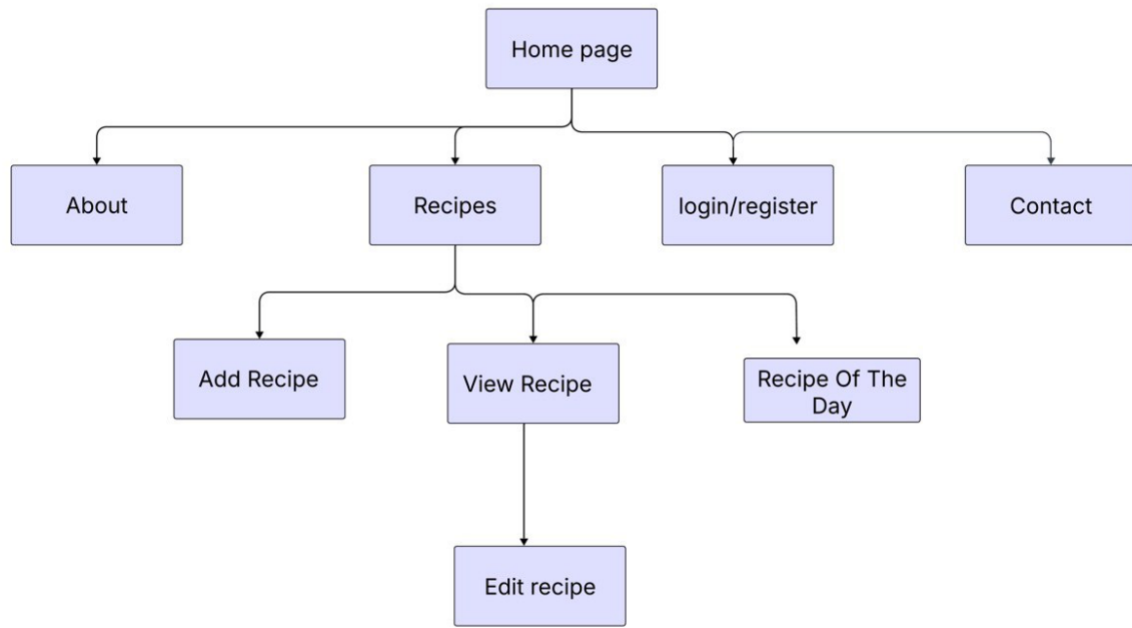 Home page
About
Recipes
login/register
Contact
Add Recipe
View Recipe
Recipe Of The
Day
Edit recipe